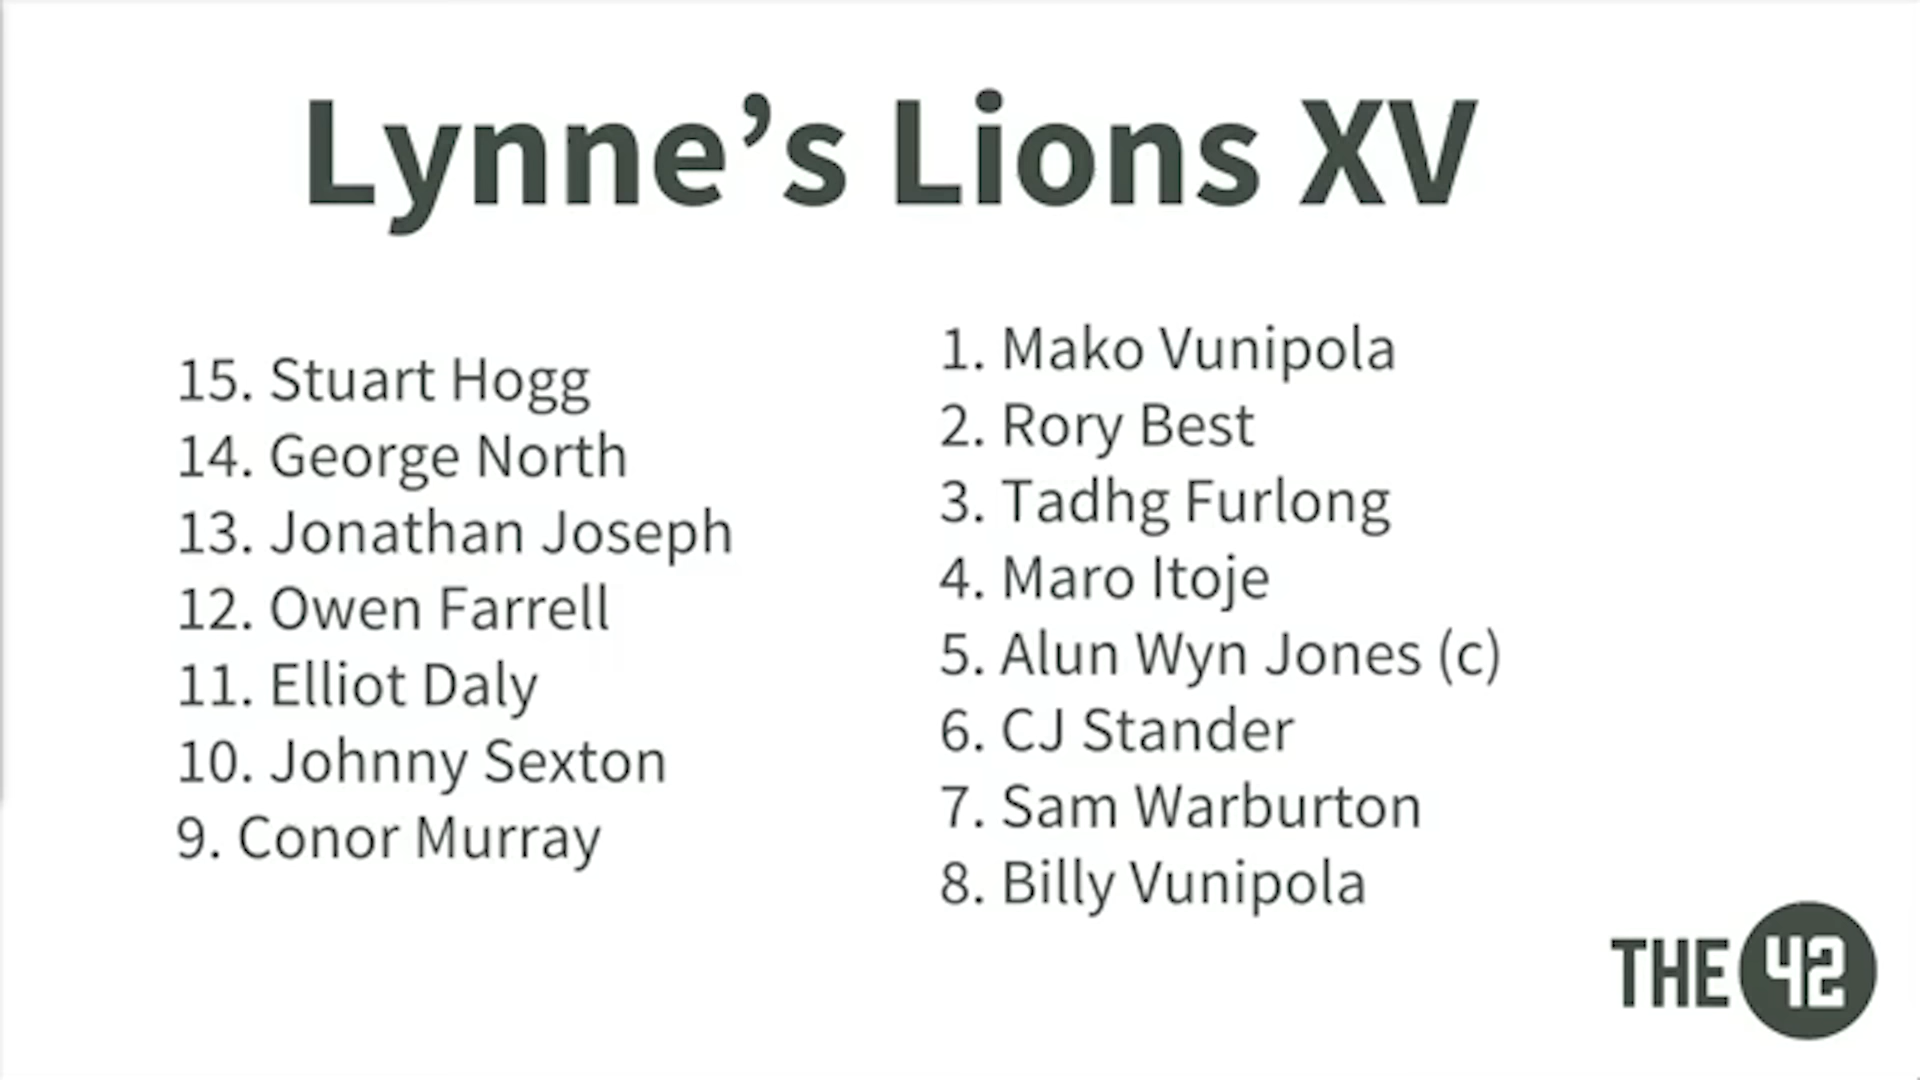 Lynne's Lions XV
15. Stuart Hogg
14. George North
13. Jonathan Joseph
12. Owen Farrell
11. Elliot Daly
10. Johnny Sexton
9. Conor Murray
1. Mako Vunipola
2. Rory Best
3. Tadhg Furlong
4. Maro Itoje
5. Alun Wyn Jones (c)
6. CJ Stander
7. Sam Warburton
8. Billy Vunipola
THE 42